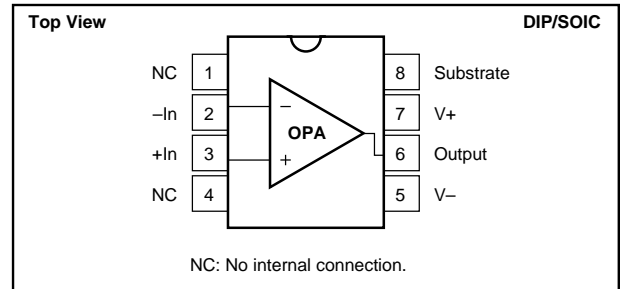 Top View DIP/SOIC
NC 1 8 Substrate
–In 2 – 7 V+
OPA
+In 3 + 6 Output
NC 4 5 V–
NC: No internal connection.